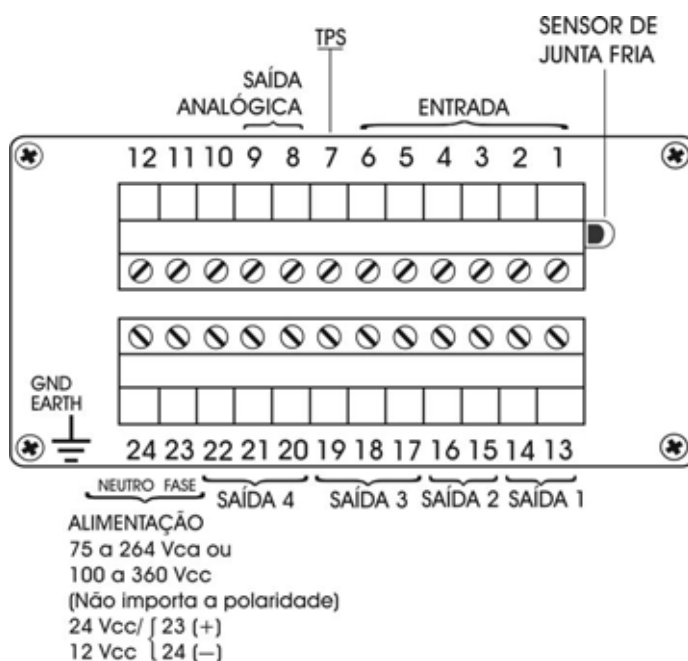 TPS
SENSOR DE
JUNTA FRIA
SAÍDA
ANALÓGICA
ENTRADA
12 11 10 9 8 7 6 5 4 3 2 1
GND
EARTH
24 23 22 21 20 19 18 17 16 15 14 13
NEUTRO FASE
SAÍDA 4 SAÍDA 3 SAÍDA 2 SAÍDA 1
ALIMENTAÇÃO
75 a 264 Vca ou
100 a 360 Vcc
(Não importa a polaridade)
24 Vcc/ 23 (+)
12 Vcc 24 (—)